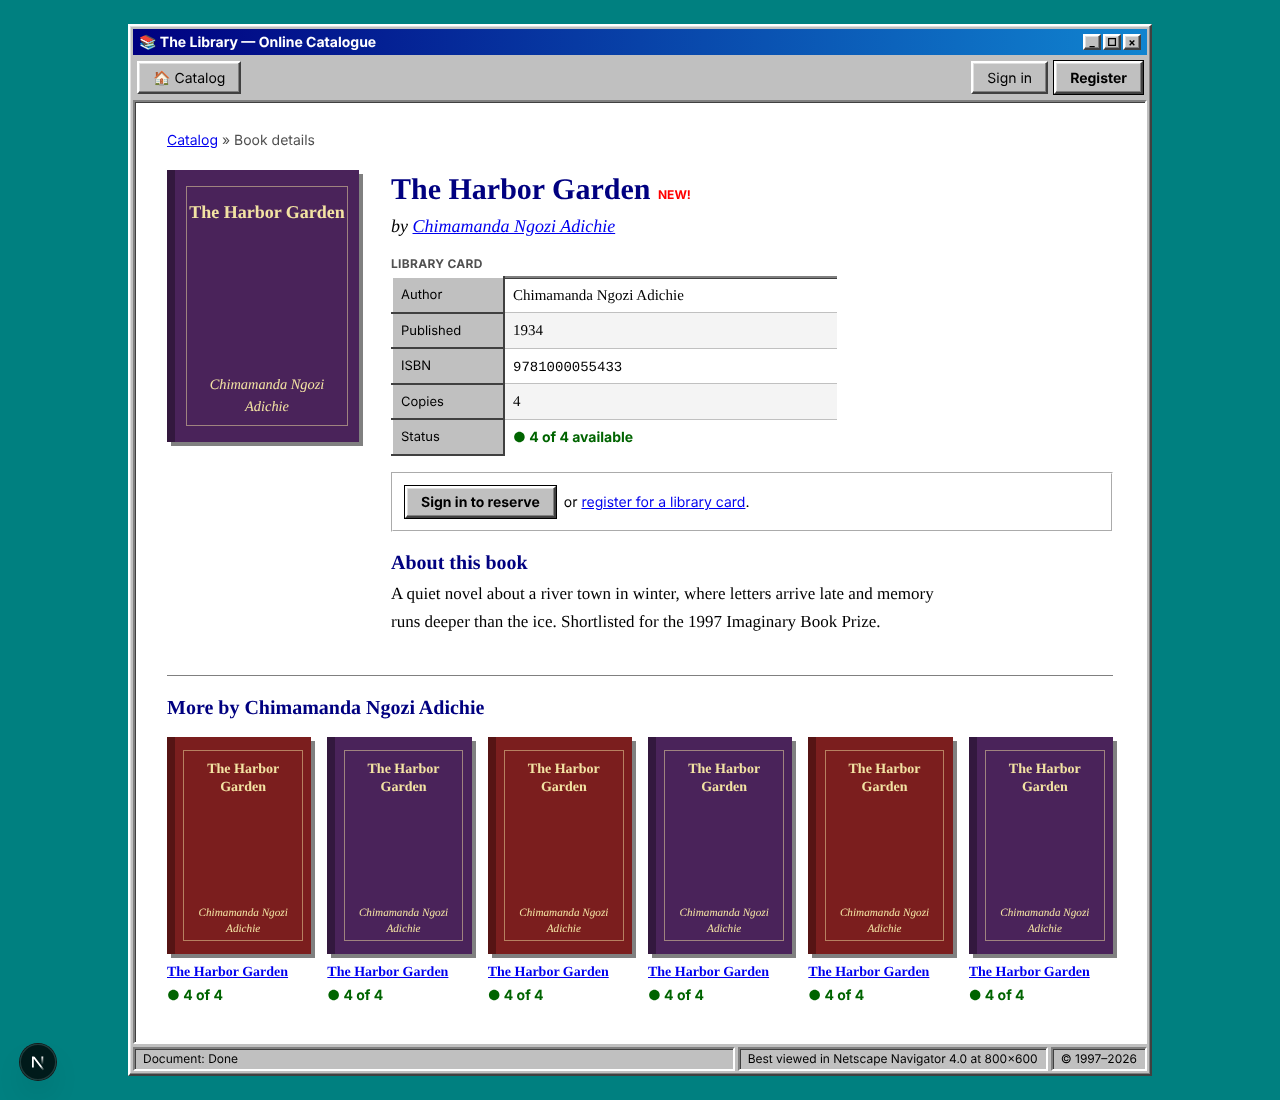 📚 The Library — Online Catalogue
🏠 Catalog
Sign in
Register
Catalog » Book details
The Harbor Garden
Chimamanda Ngozi
Adichie
The Harbor Garden NEW!
by Chimamanda Ngozi Adichie
LIBRARY CARD
Author Chimamanda Ngozi Adichie
Published 1934
ISBN 9781000055433
Copies 4
Status ● 4 of 4 available
Sign in to reserve or register for a library card.
About this book
A quiet novel about a river town in winter, where letters arrive late and memory
runs deeper than the ice. Shortlisted for the 1997 Imaginary Book Prize.
More by Chimamanda Ngozi Adichie
The Harbor
Garden
Chimamanda Ngozi
Adichie
The Harbor Garden
● 4 of 4
The Harbor
Garden
Chimamanda Ngozi
Adichie
The Harbor Garden
● 4 of 4
The Harbor
Garden
Chimamanda Ngozi
Adichie
The Harbor Garden
● 4 of 4
The Harbor
Garden
Chimamanda Ngozi
Adichie
The Harbor Garden
● 4 of 4
The Harbor
Garden
Chimamanda Ngozi
Adichie
The Harbor Garden
● 4 of 4
The Harbor
Garden
Chimamanda Ngozi
Adichie
The Harbor Garden
● 4 of 4
Document: Done
Best viewed in Netscape Navigator 4.0 at 800×600
© 1997–2026
N